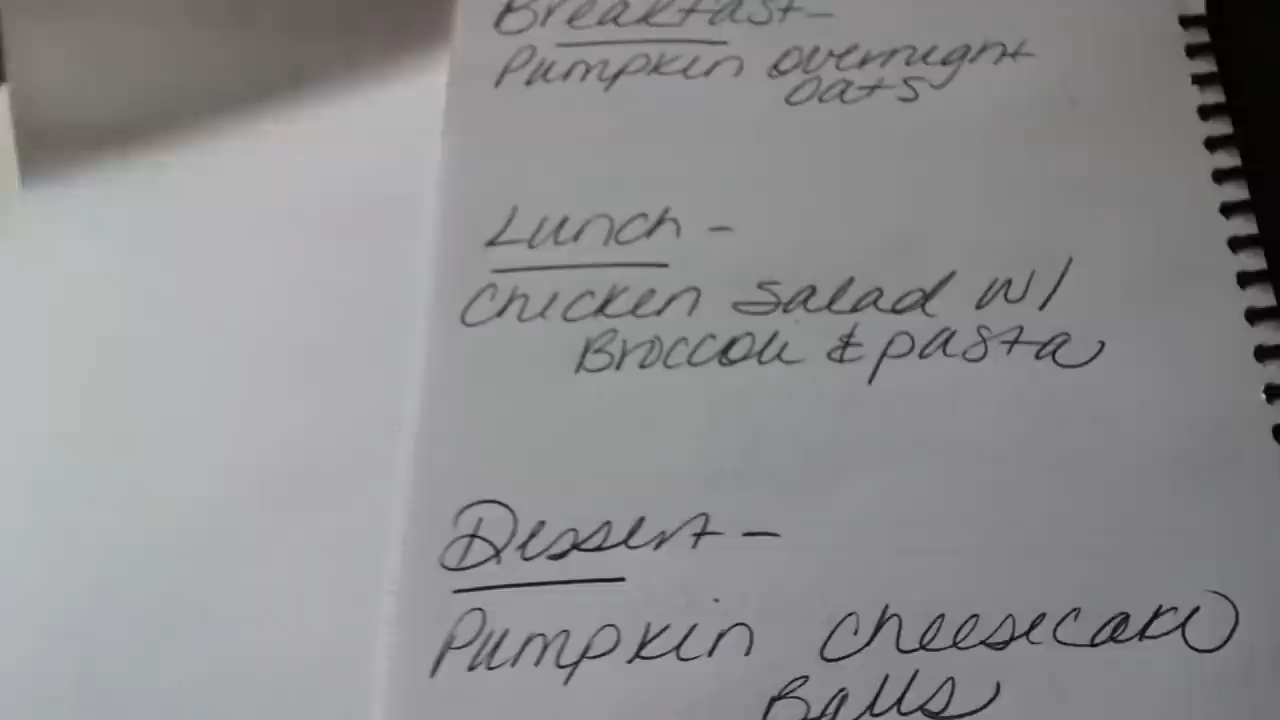 Breakfast-
Pumpkin overnight
oats
Lunch -
Chicken Salad w/
Broccoli & pasta
Dessert -
Pumpkin cheesecake
Balls